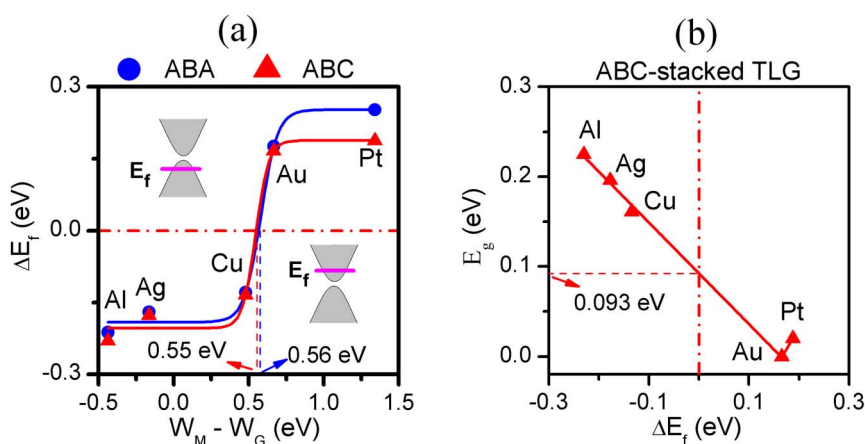 (a)
ABA ABC
0.3
0.0
-0.3
ΔE_f (eV)
E_f
Au
Pt
Cu
Al
Ag
E_f
0.55 eV
0.56 eV
-0.5 0.0 0.5 1.0 1.5
W_M - W_G (eV)
(b)
ABC-stacked TLG
0.3
0.2
0.1
0.0
E_g (eV)
Al
Ag
Cu
0.093 eV
Pt
Au
-0.3 -0.1 0.1 0.3
ΔE_f (eV)